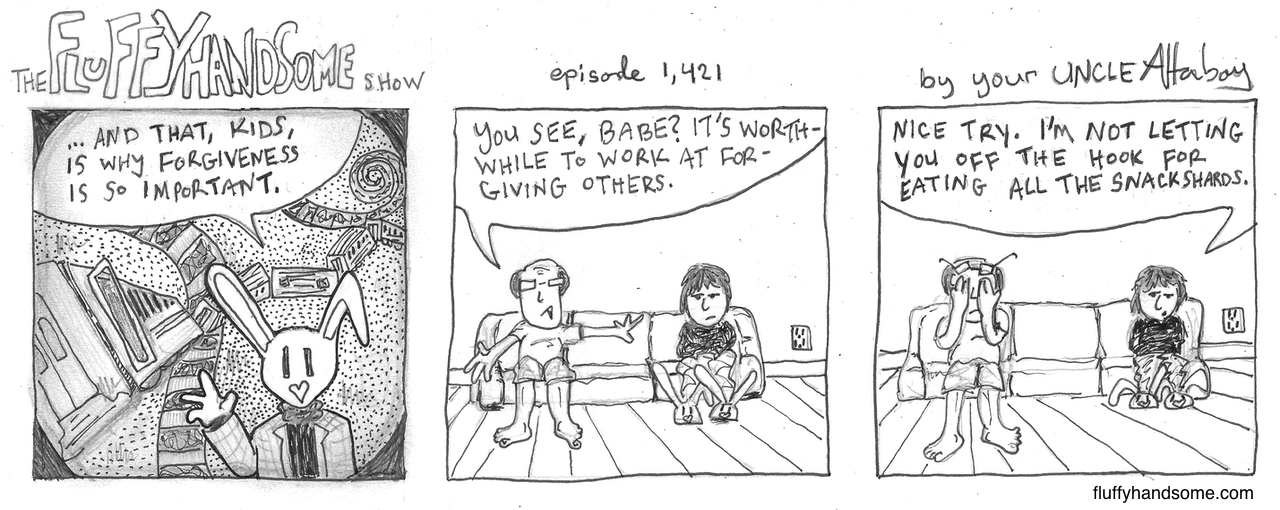 THE FLUFFYHANDSOME SHOW
episode 1,421
by your UNCLE Attaboy
...AND THAT, KIDS,
IS WHY FORGIVENESS
IS SO IMPORTANT.
YOU SEE, BABE? IT'S WORTH-
WHILE TO WORK AT FOR-
GIVING OTHERS.
NICE TRY. I'M NOT LETTING
YOU OFF THE HOOK FOR
EATING ALL THE SNACKSHARDS.
fluffyhandsome.com